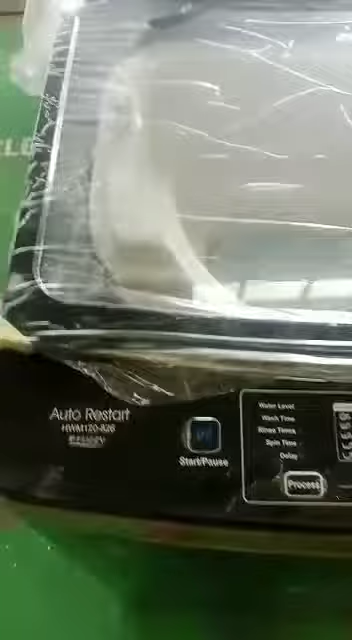 Auto Restart
HWM120-826
Start/Pause
Water Level
Wash Time
Rinse Times
Spin Time
Delay
Process